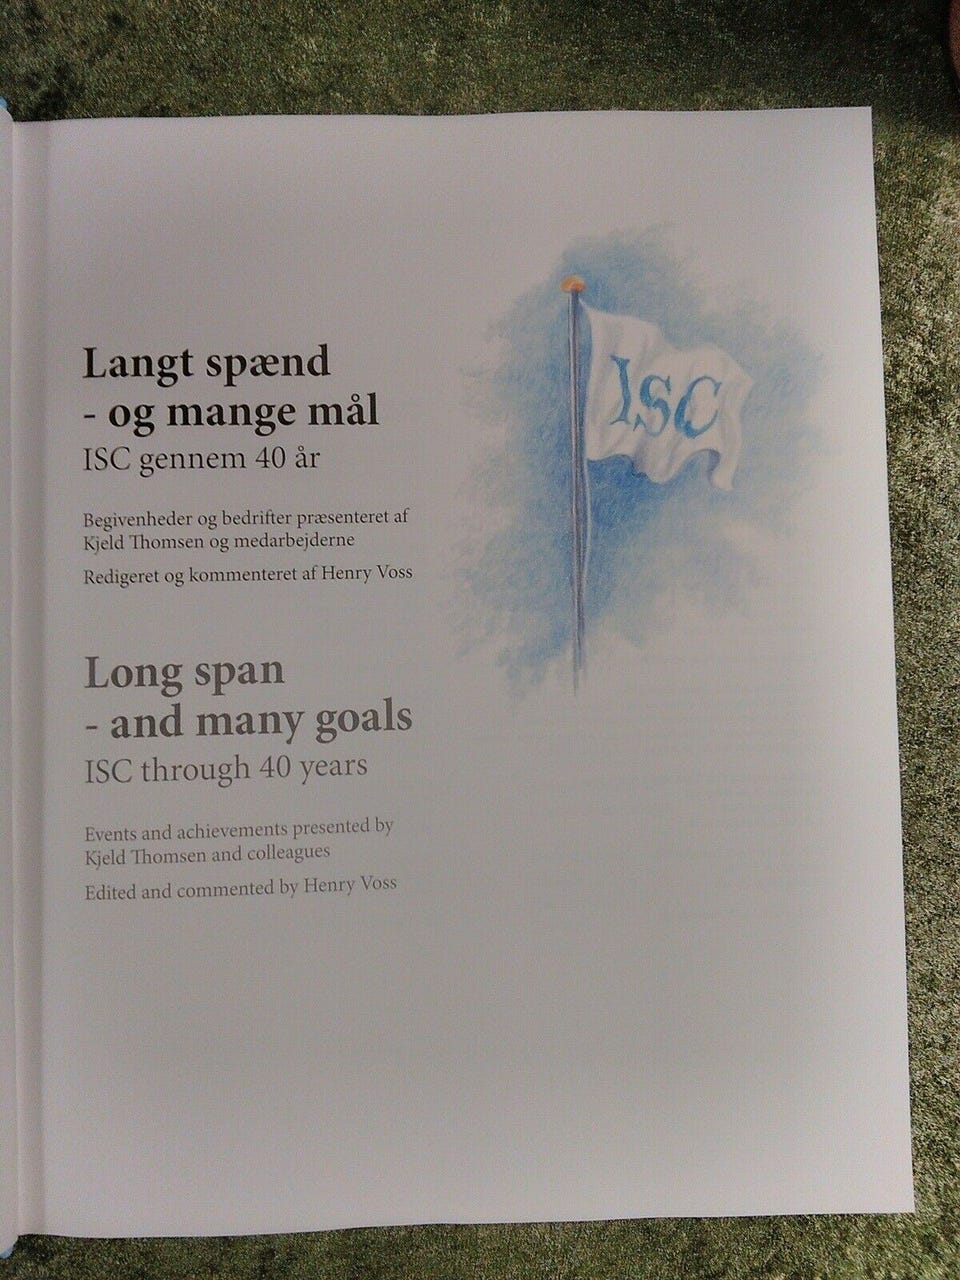 Langt spænd
- og mange mål
ISC gennem 40 år
Begivenheder og bedrifter præsenteret af
Kjeld Thomsen og medarbejderne
Redigeret og kommenteret af Henry Voss
Long span
- and many goals
ISC through 40 years
Events and achievements presented by
Kjeld Thomsen and colleagues
Edited and commented by Henry Voss
ISC